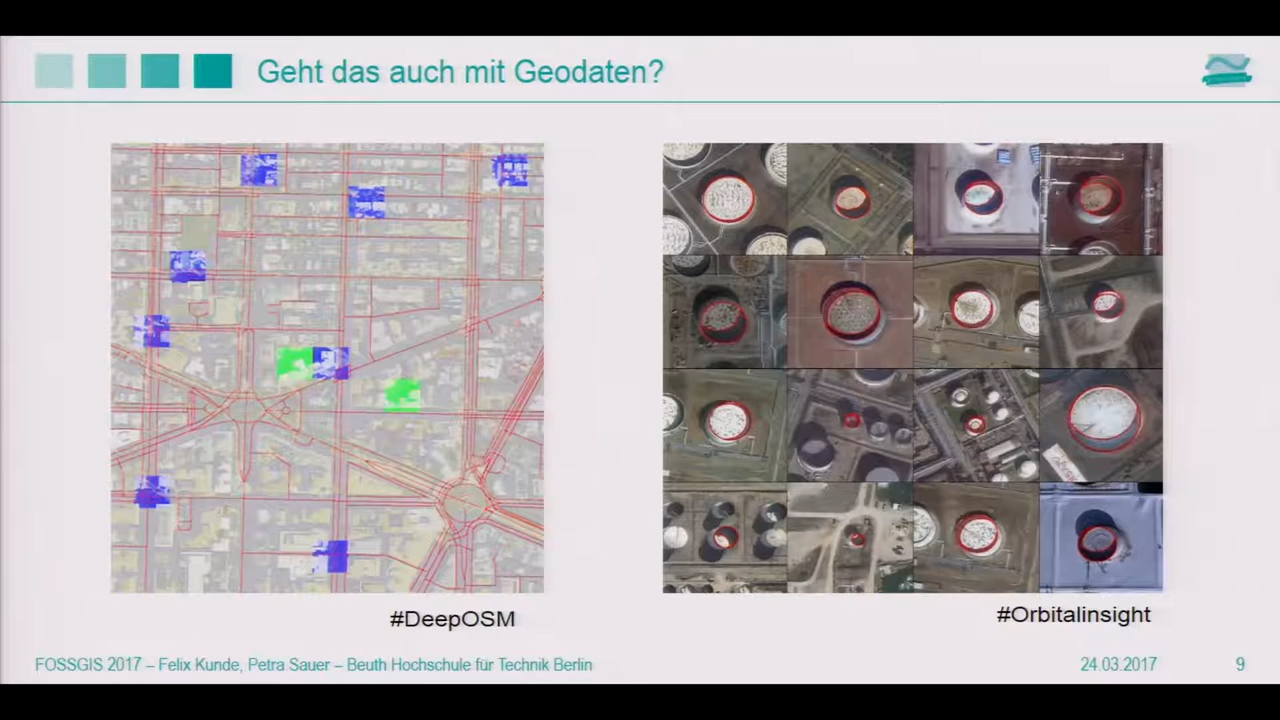 Geht das auch mit Geodaten?
#DeepOSM
#Orbitalinsight
FOSSGIS 2017 – Felix Kunde, Petra Sauer – Beuth Hochschule für Technik Berlin
24.03.2017
9